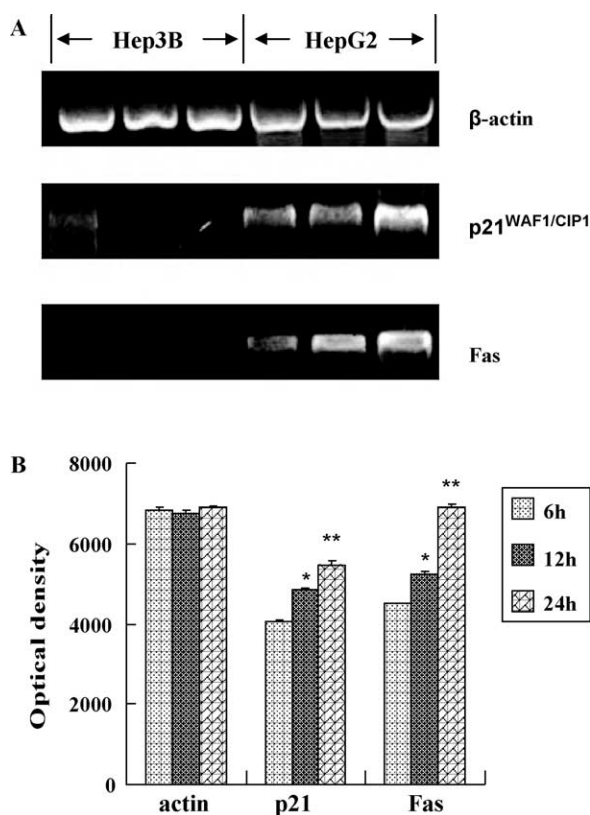 A
Hep3B
HepG2
β-actin
p21WAF1/CIP1
Fas
B
8000
6000
4000
2000
0
Optical density
*
**
*
**
actin
p21
Fas
6h
12h
24h